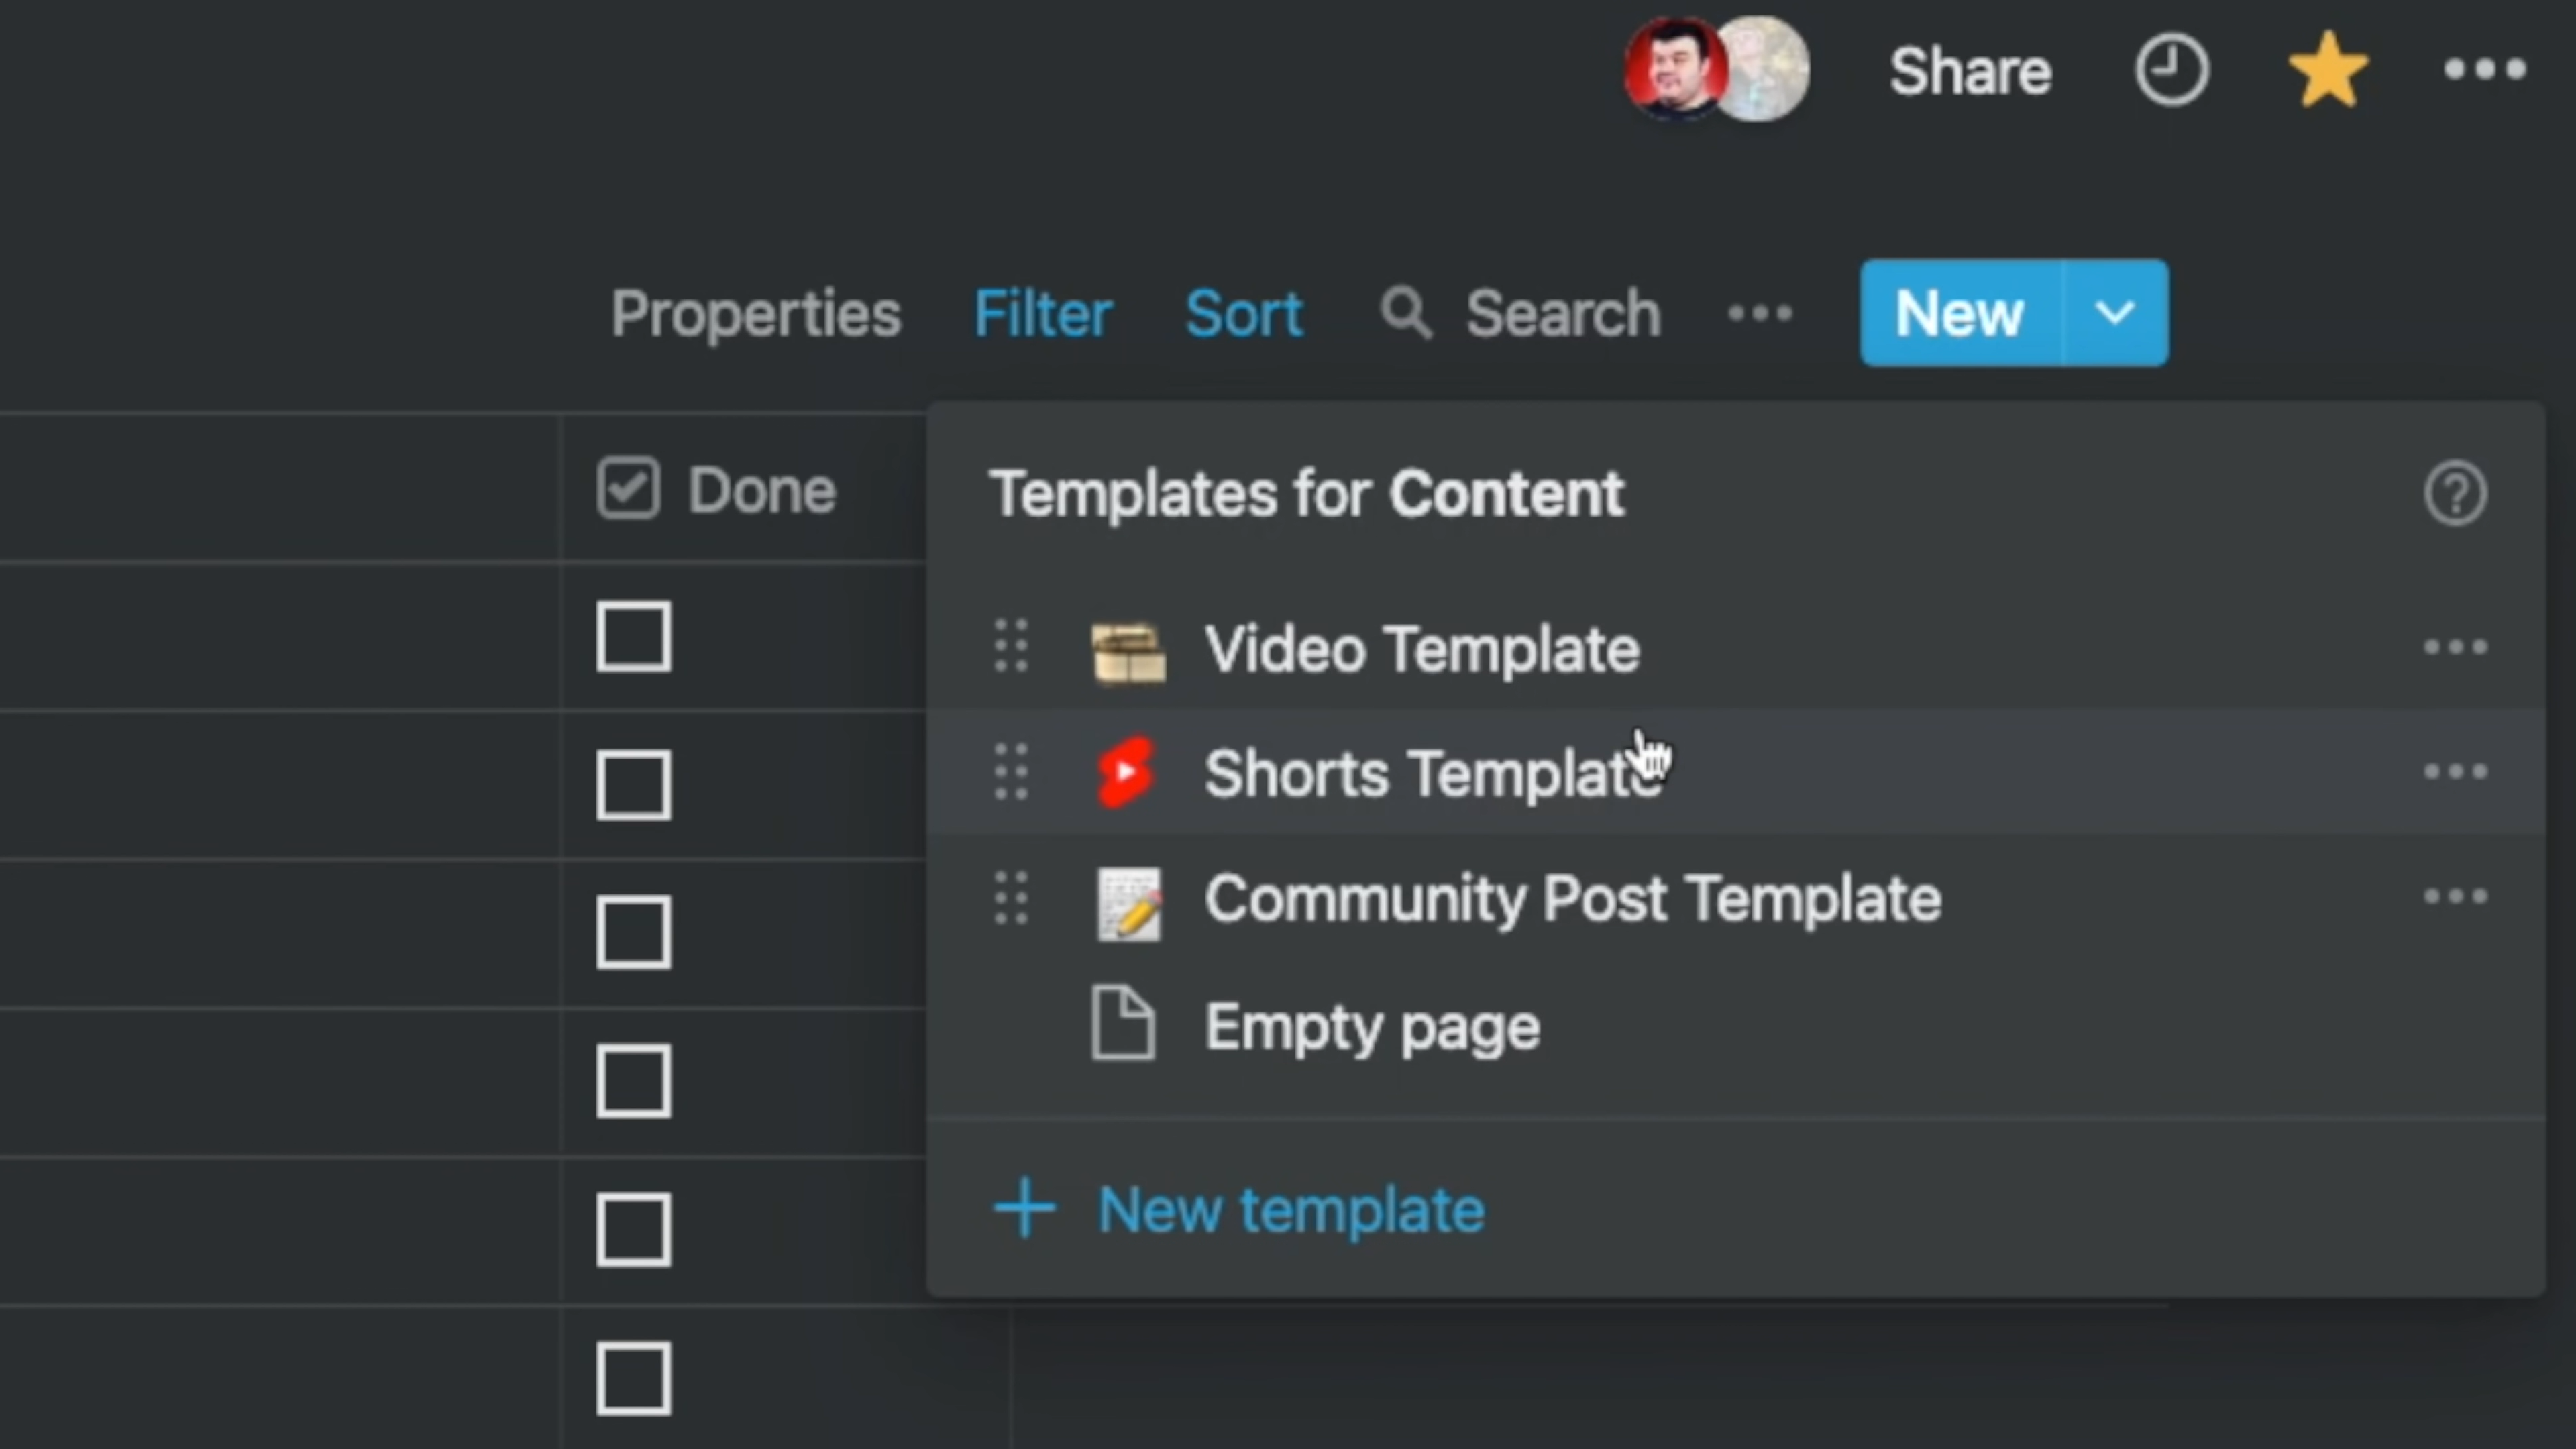 Share
Properties Filter Sort Search New
Done
Templates for Content
Video Template
Shorts Template
Community Post Template
Empty page
New template